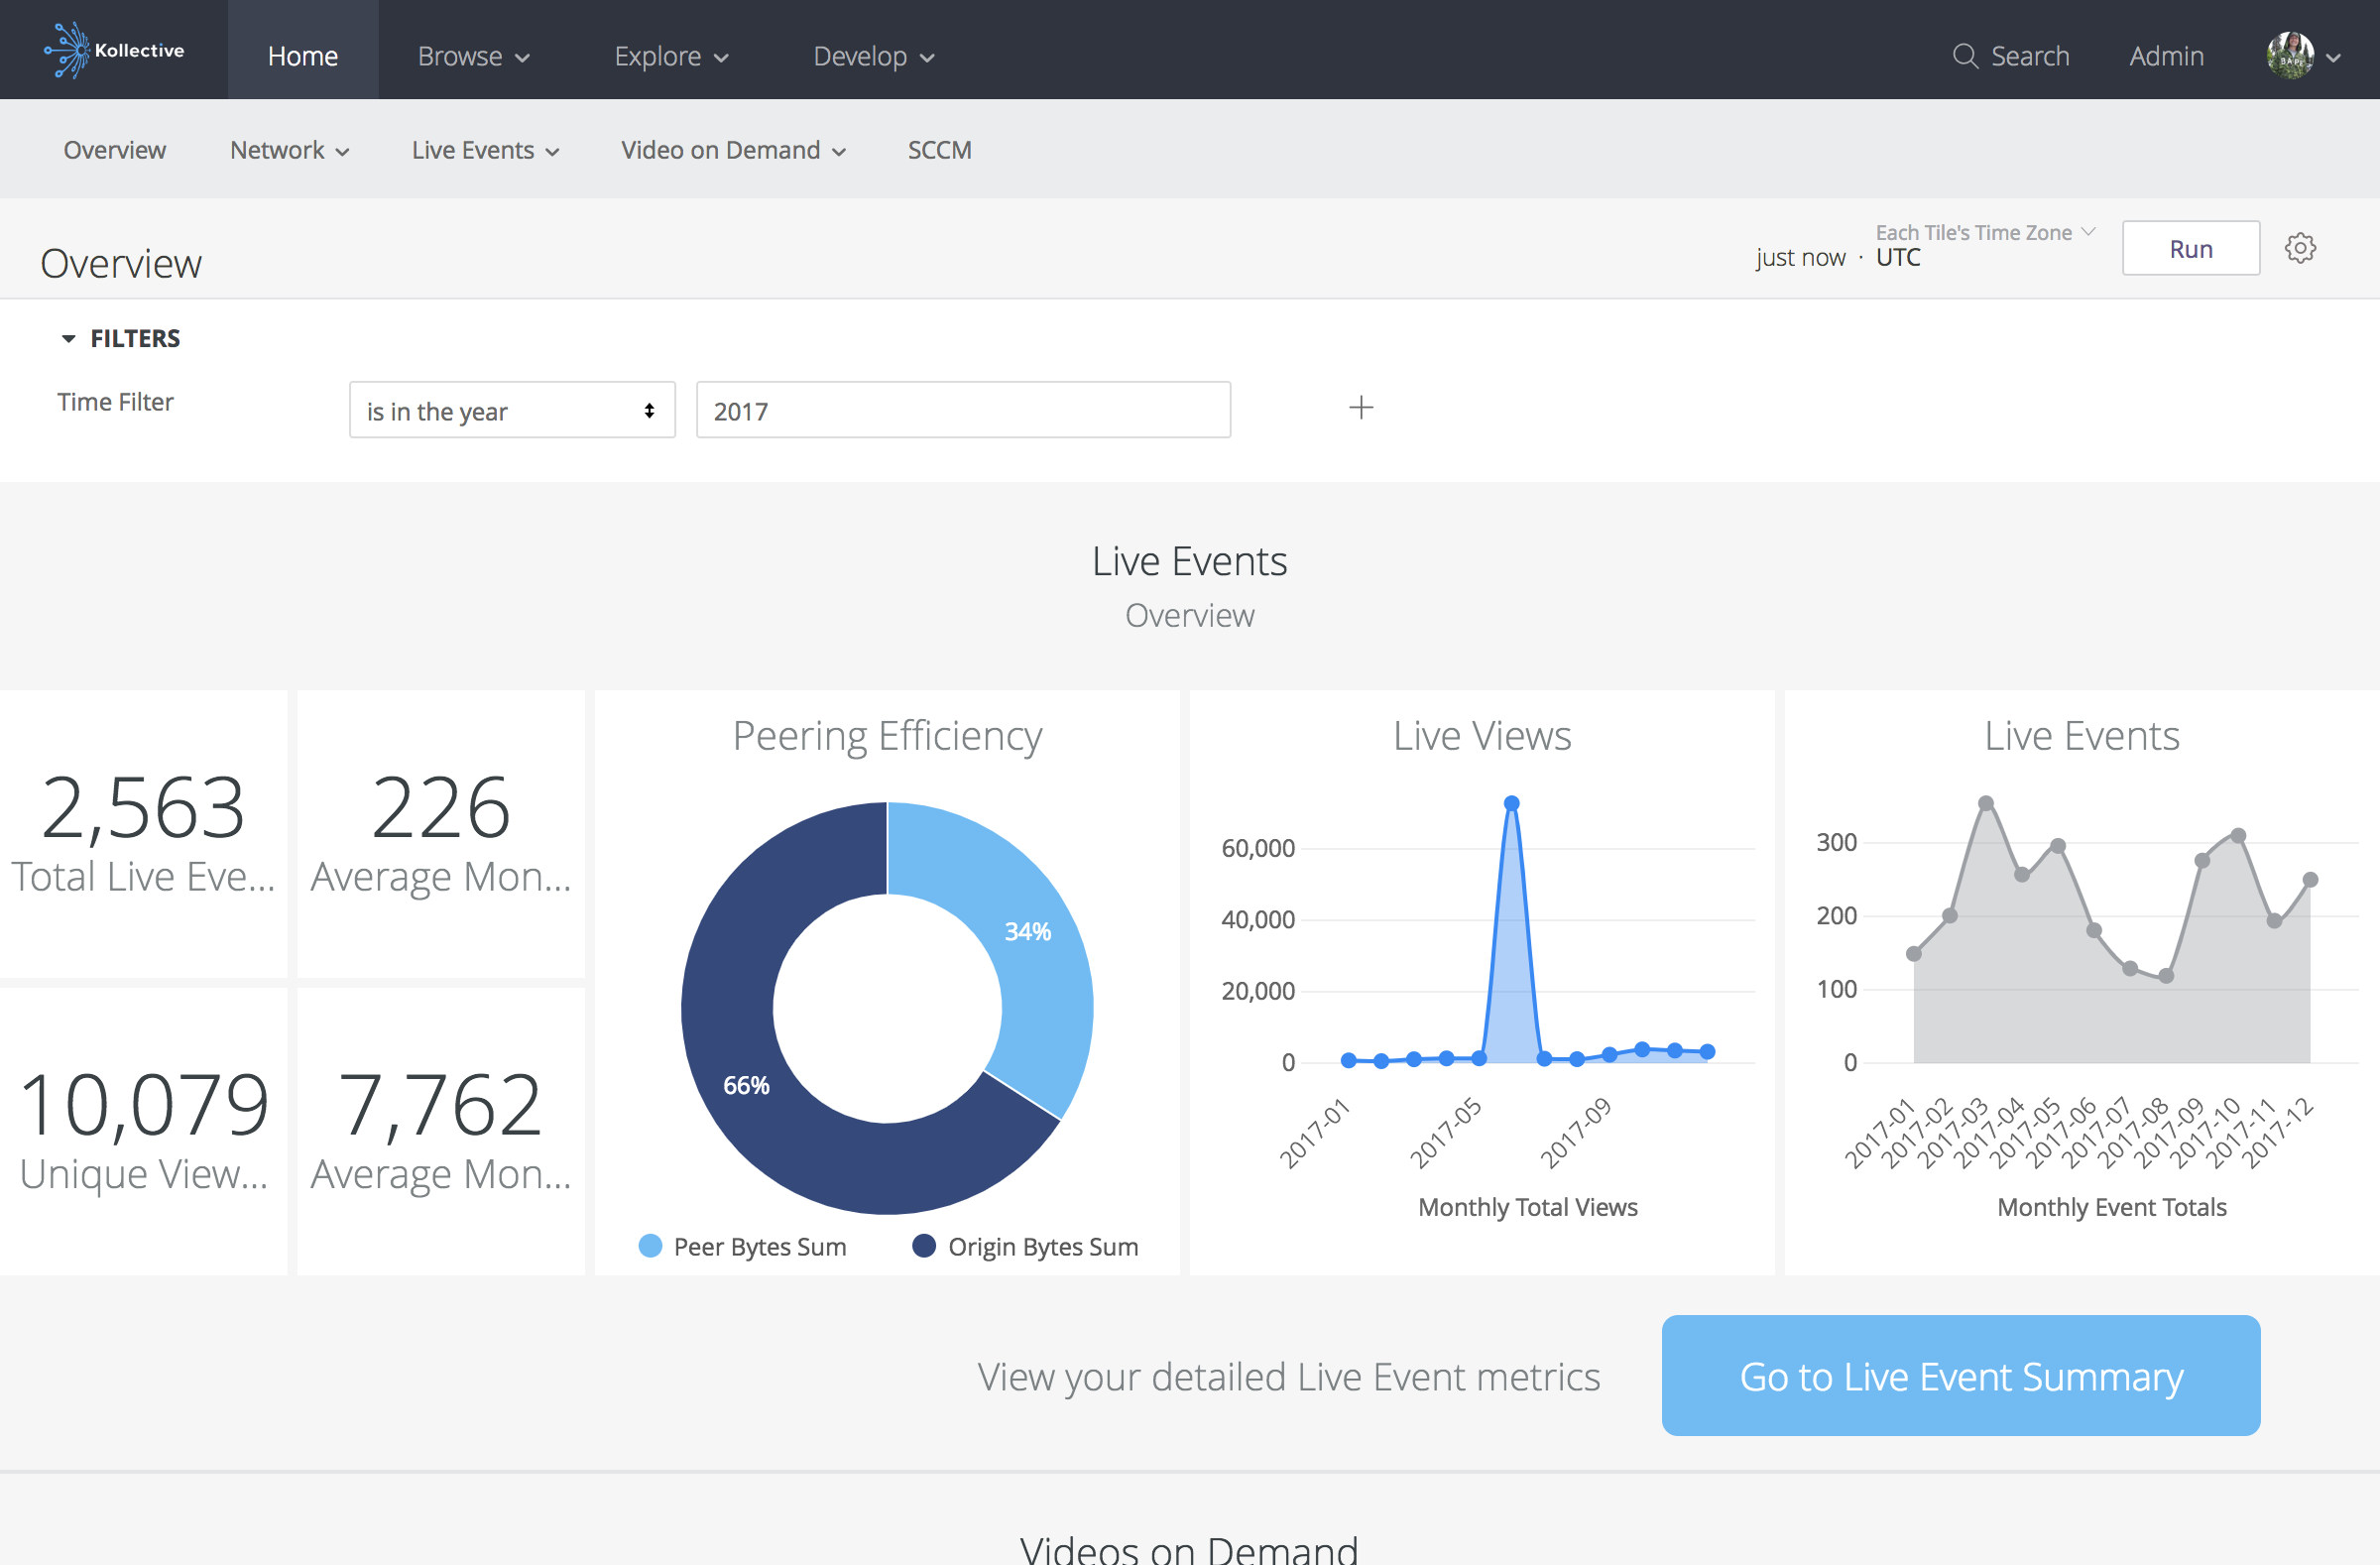 Kollective
Home
Browse
Explore
Develop
Search
Admin
Overview
Network
Live Events
Video on Demand
SCCM
Overview
just now ·
Each Tile's Time Zone
UTC
Run
FILTERS
Time Filter
is in the year
2017
Live Events
Overview
2,563
Total Live Eve...
226
Average Mon...
10,079
Unique View...
7,762
Average Mon...
Peering Efficiency
34%
66%
Peer Bytes Sum
Origin Bytes Sum
Live Views
60,000
40,000
20,000
0
2017-01
2017-05
2017-09
Monthly Total Views
Live Events
300
200
100
0
2017-01
2017-02
2017-03
2017-04
2017-05
2017-06
2017-07
2017-08
2017-09
2017-10
2017-11
2017-12
Monthly Event Totals
View your detailed Live Event metrics
Go to Live Event Summary
Videos on Demand